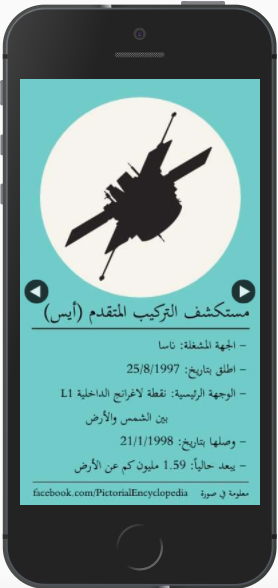 مستكشف التركيب المتقدم (أيس)
- الجهة المشغلة: ناسا
- اطلق بتاريخ: 25/8/1997
- الوجهة الرئيسية: نقطة لاغرانج الداخلية L1
بين الشمس والأرض
- وصلها بتاريخ: 21/1/1998
- يبعد حالياً: 1.59 مليون كم عن الأرض
معلومة في صورة facebook.com/PictorialEncyclopedia